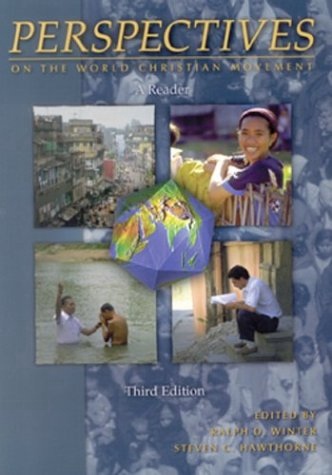 PERSPECTIVES
ON THE WORLD CHRISTIAN MOVEMENT
A Reader
Third Edition
EDITED BY
RALPH D. WINTER
STEVEN C. HAWTHORNE